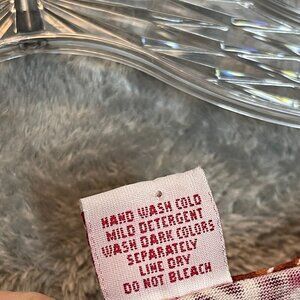 HAND WASH COLD
MILD DETERGENT
WASH DARK COLORS
SEPARATELY
LINE DRY
DO NOT BLEACH